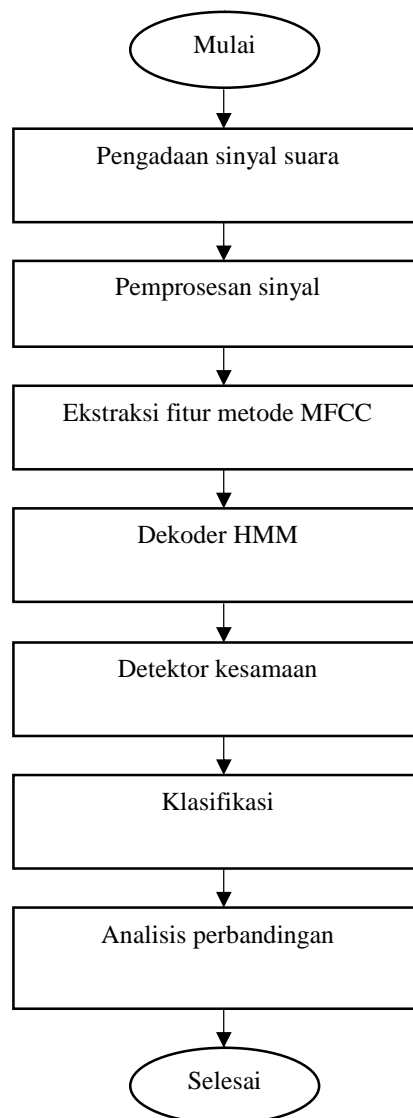 Mulai
Pengadaan sinyal suara
Pemprosesan sinyal
Ekstraksi fitur metode MFCC
Dekoder HMM
Detektor kesamaan
Klasifikasi
Analisis perbandingan
Selesai